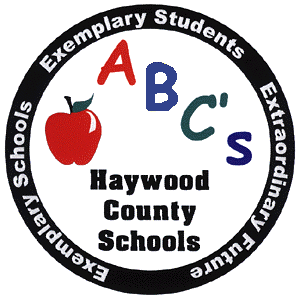 Exemplary Schools
Exemplary Students
Extraordinary Future
ABC's
Haywood
County
Schools